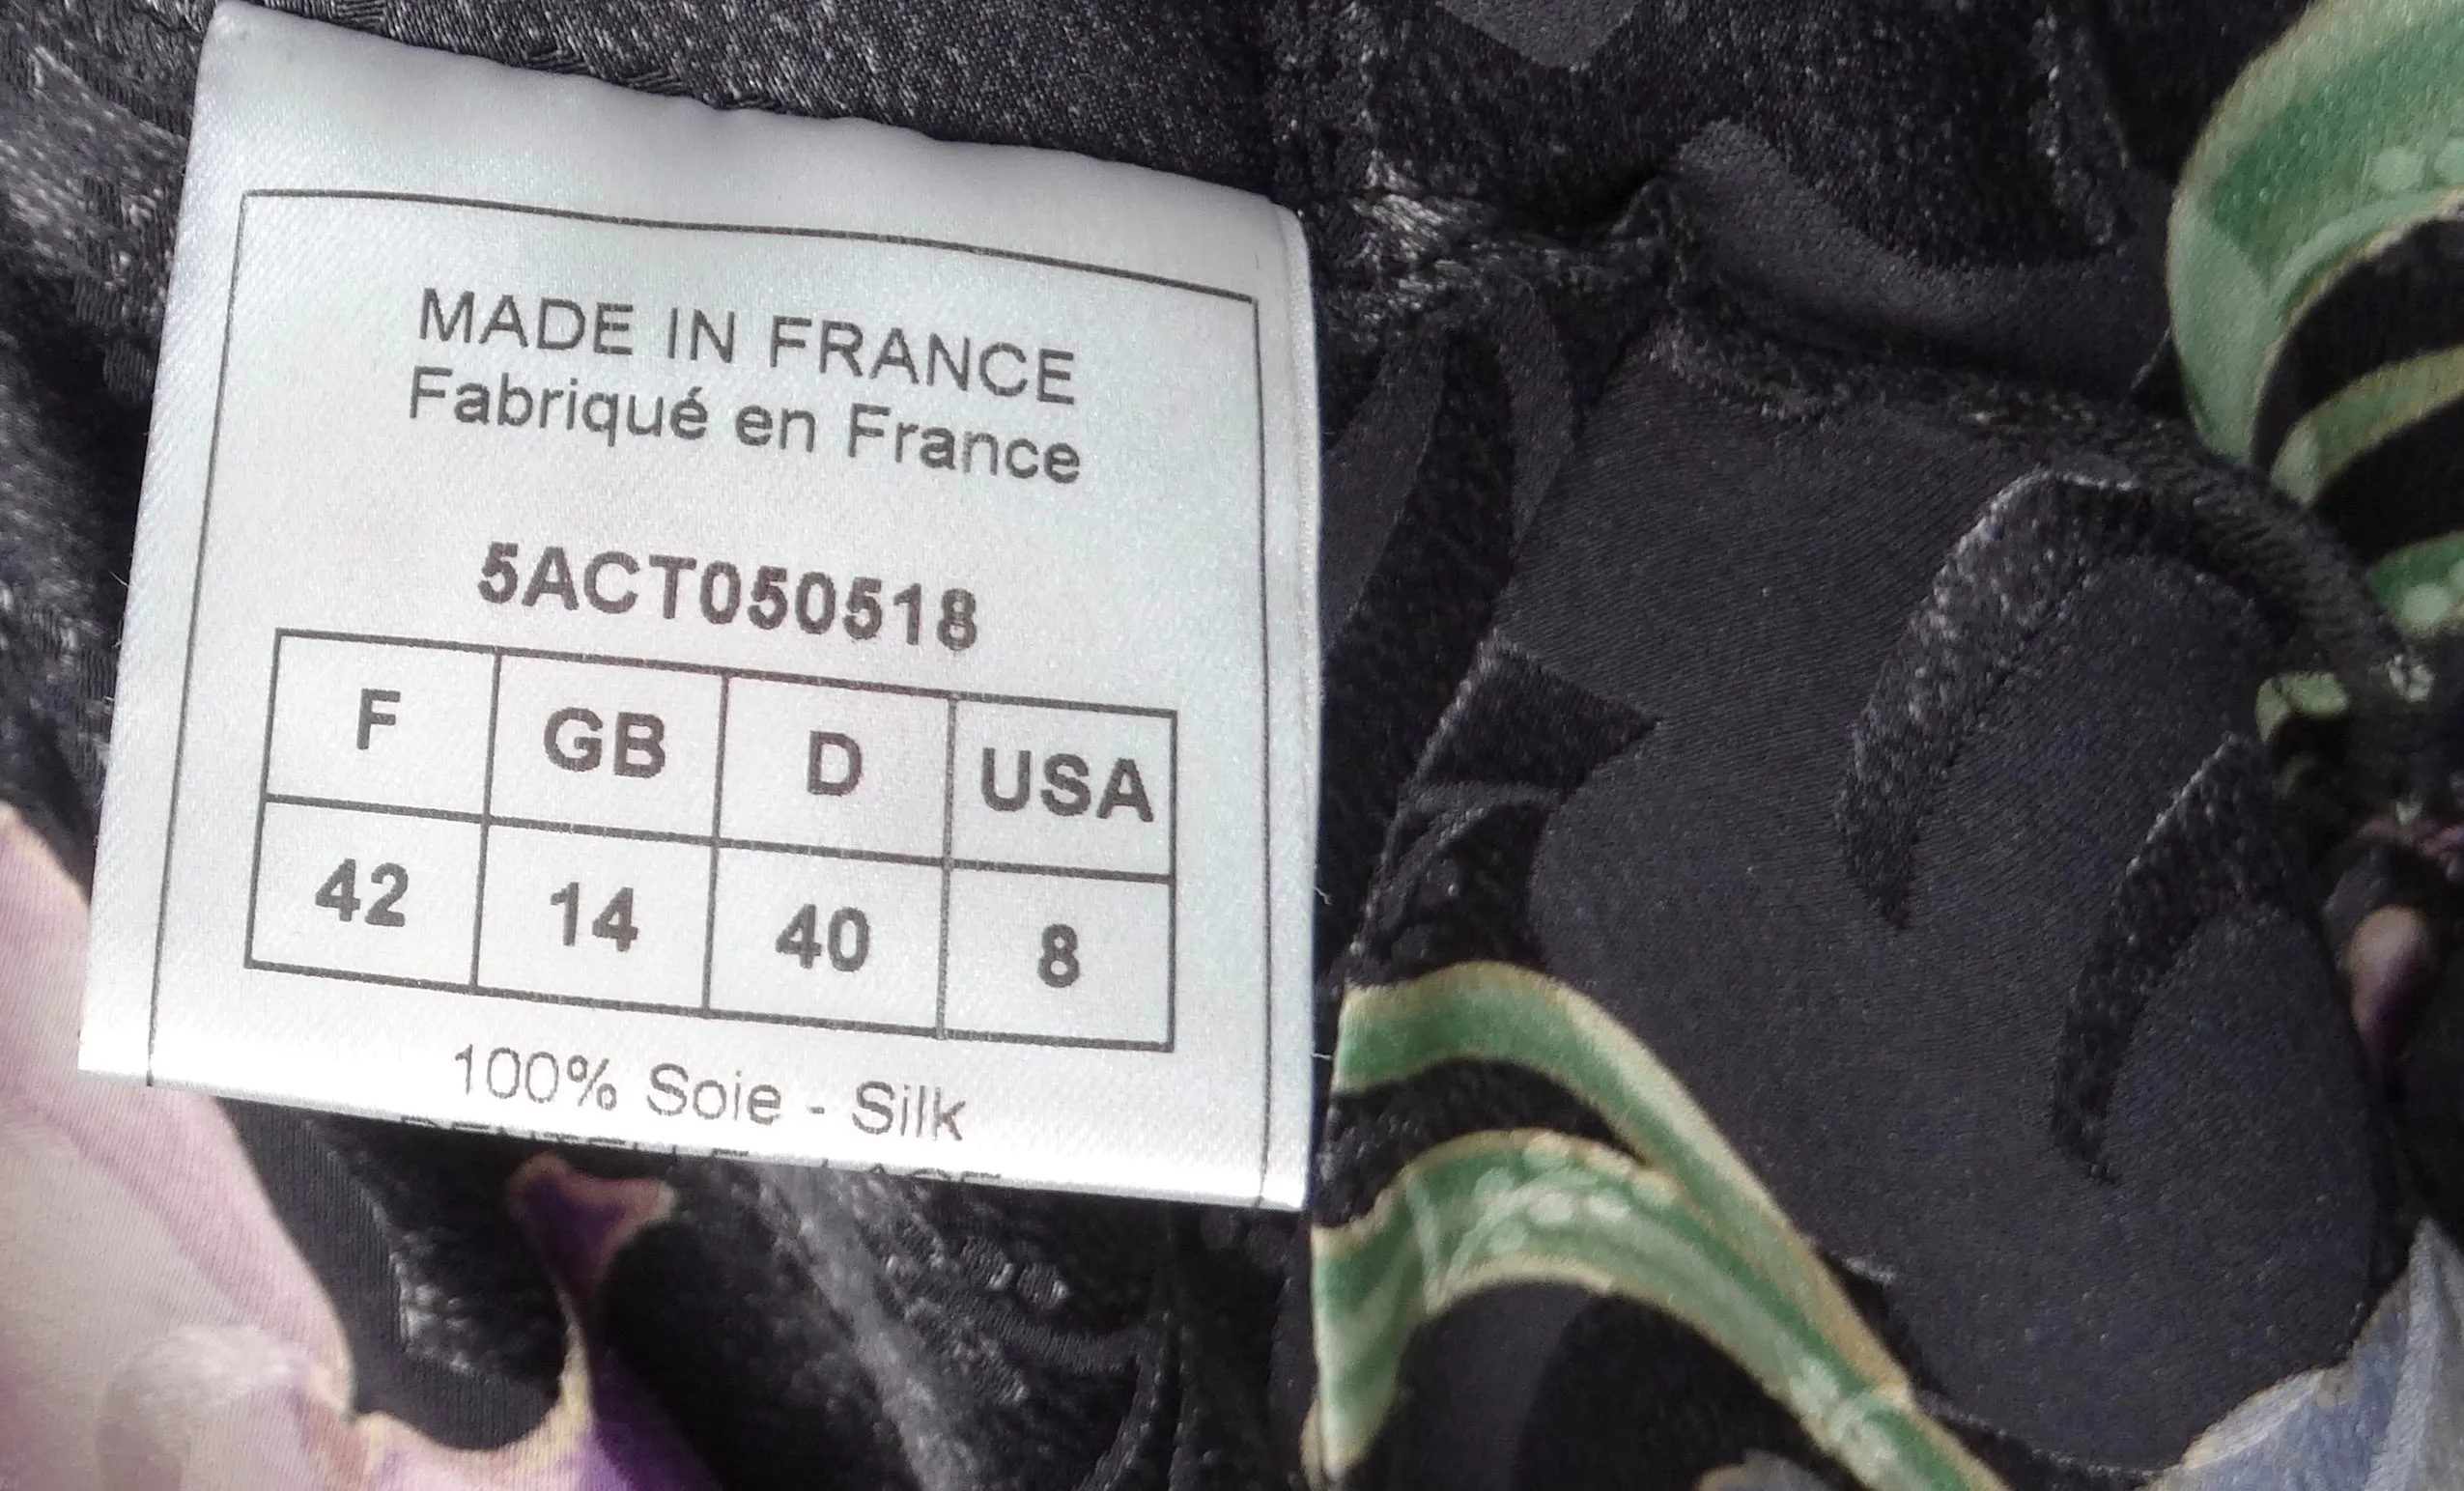 MADE IN FRANCE
Fabriqué en France
5ACT050518
F GB D USA
42 14 40 8
100% Soie - Silk